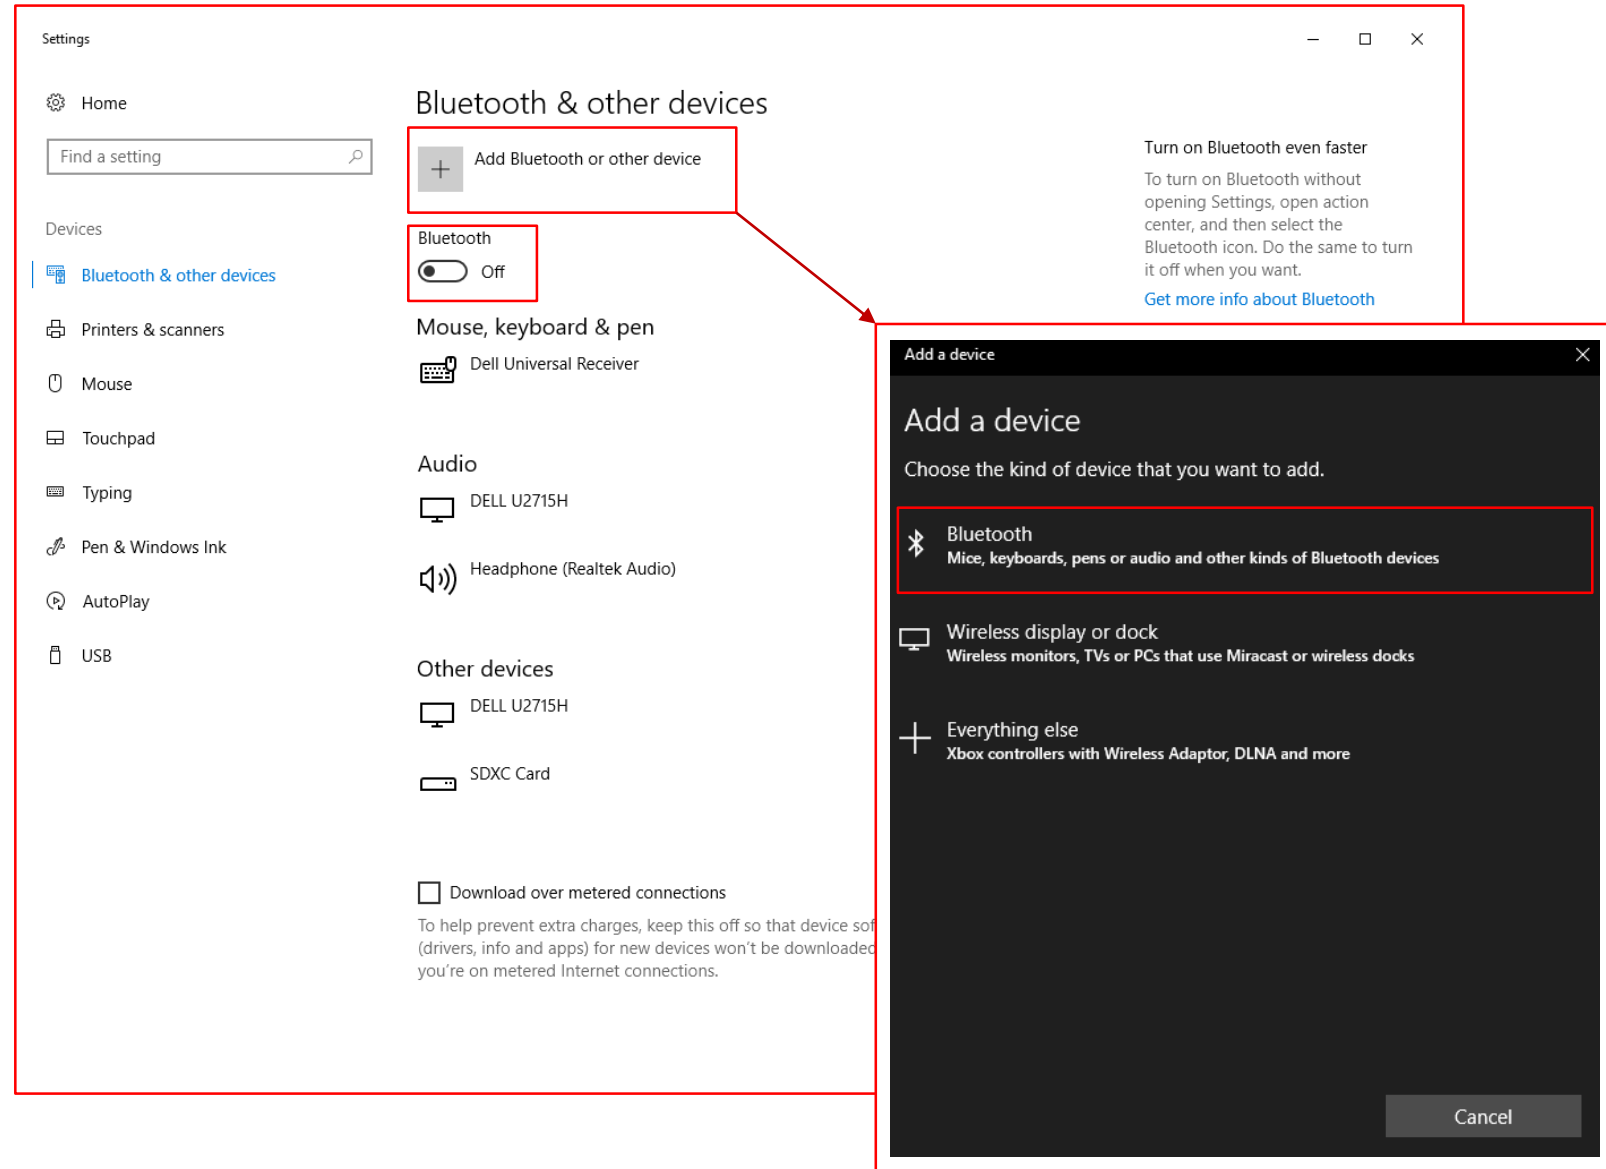 Settings
Home
Find a setting
Devices
Bluetooth & other devices
Printers & scanners
Mouse
Touchpad
Typing
Pen & Windows Ink
AutoPlay
USB
Bluetooth & other devices
Add Bluetooth or other device
Bluetooth
Off
Mouse, keyboard & pen
Dell Universal Receiver
Audio
DELL U2715H
Headphone (Realtek Audio)
Other devices
DELL U2715H
SDXC Card
Download over metered connections
To help prevent extra charges, keep this off so that device sof
(drivers, info and apps) for new devices won't be downloaded
you're on metered Internet connections.
Turn on Bluetooth even faster
To turn on Bluetooth without
opening Settings, open action
center, and then select the
Bluetooth icon. Do the same to turn
it off when you want.
Get more info about Bluetooth
Add a device
Add a device
Choose the kind of device that you want to add.
Bluetooth
Mice, keyboards, pens or audio and other kinds of Bluetooth devices
Wireless display or dock
Wireless monitors, TVs or PCs that use Miracast or wireless docks
Everything else
Xbox controllers with Wireless Adaptor, DLNA and more
Cancel